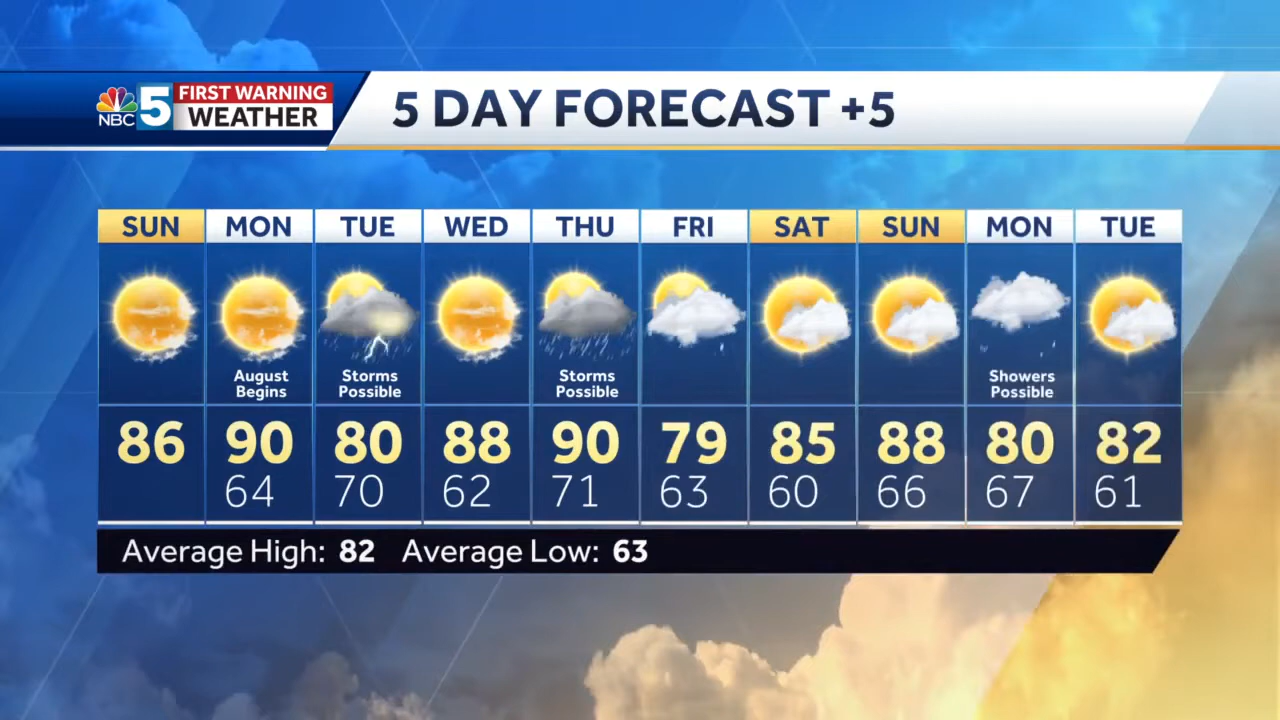 NBC 5 FIRST WARNING
WEATHER
5 DAY FORECAST +5
SUN MON TUE WED THU FRI SAT SUN MON TUE
August Begins
Storms Possible
Storms Possible
Showers Possible
86 90 80 88 90 79 85 88 80 82
64 70 62 71 63 60 66 67 61
Average High: 82 Average Low: 63